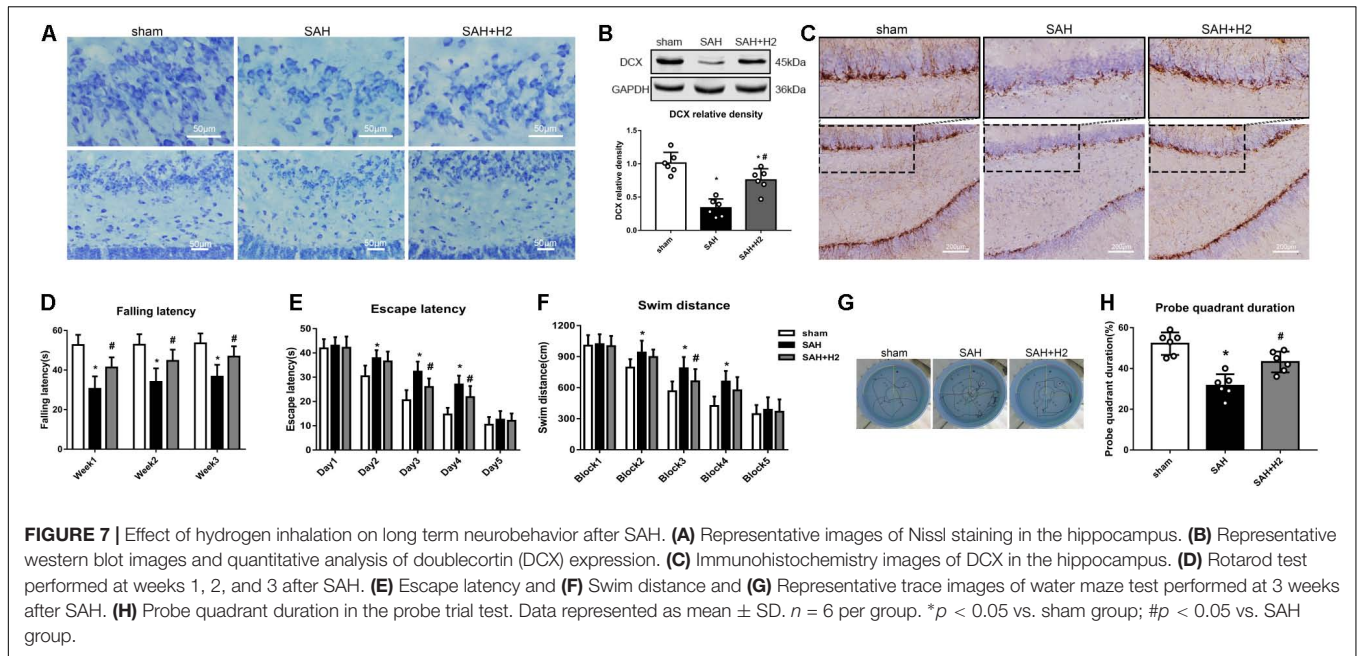 A
sham
SAH
SAH+H2
50μm
50μm
50μm
50μm
50μm
50μm
B
sham SAH SAH+H2
DCX 45kDa
GAPDH 36kDa
DCX relative density
DCX relative density
1.5
1.0
0.5
0.0
*
* #
sham
SAH
SAH+H2
C
sham
SAH
SAH+H2
200μm
200μm
200μm
D
Falling latency
Falling latency(s)
60
40
20
0
* # * # * #
Week1
Week2
Week3
E
Escape latency
Escape latency(s)
50
40
30
20
10
0
* * # * #
Day1
Day2
Day3
Day4
Day5
F
Swim distance
Swim distance(cm)
1200
900
600
300
0
* * # *
Block1
Block2
Block3
Block4
Block5
sham
SAH
SAH+H2
G
sham SAH SAH+H2
H
Probe quadrant duration
Probe quadrant duration(%)
60
40
20
0
*
#
sham
SAH
SAH+H2
FIGURE 7 | Effect of hydrogen inhalation on long term neurobehavior after SAH. (A) Representative images of Nissl staining in the hippocampus. (B) Representative
western blot images and quantitative analysis of doublecortin (DCX) expression. (C) Immunohistochemistry images of DCX in the hippocampus. (D) Rotarod test
performed at weeks 1, 2, and 3 after SAH. (E) Escape latency and (F) Swim distance and (G) Representative trace images of water maze test performed at 3 weeks
after SAH. (H) Probe quadrant duration in the probe trial test. Data represented as mean ± SD. n = 6 per group. *p < 0.05 vs. sham group; #p < 0.05 vs. SAH
group.